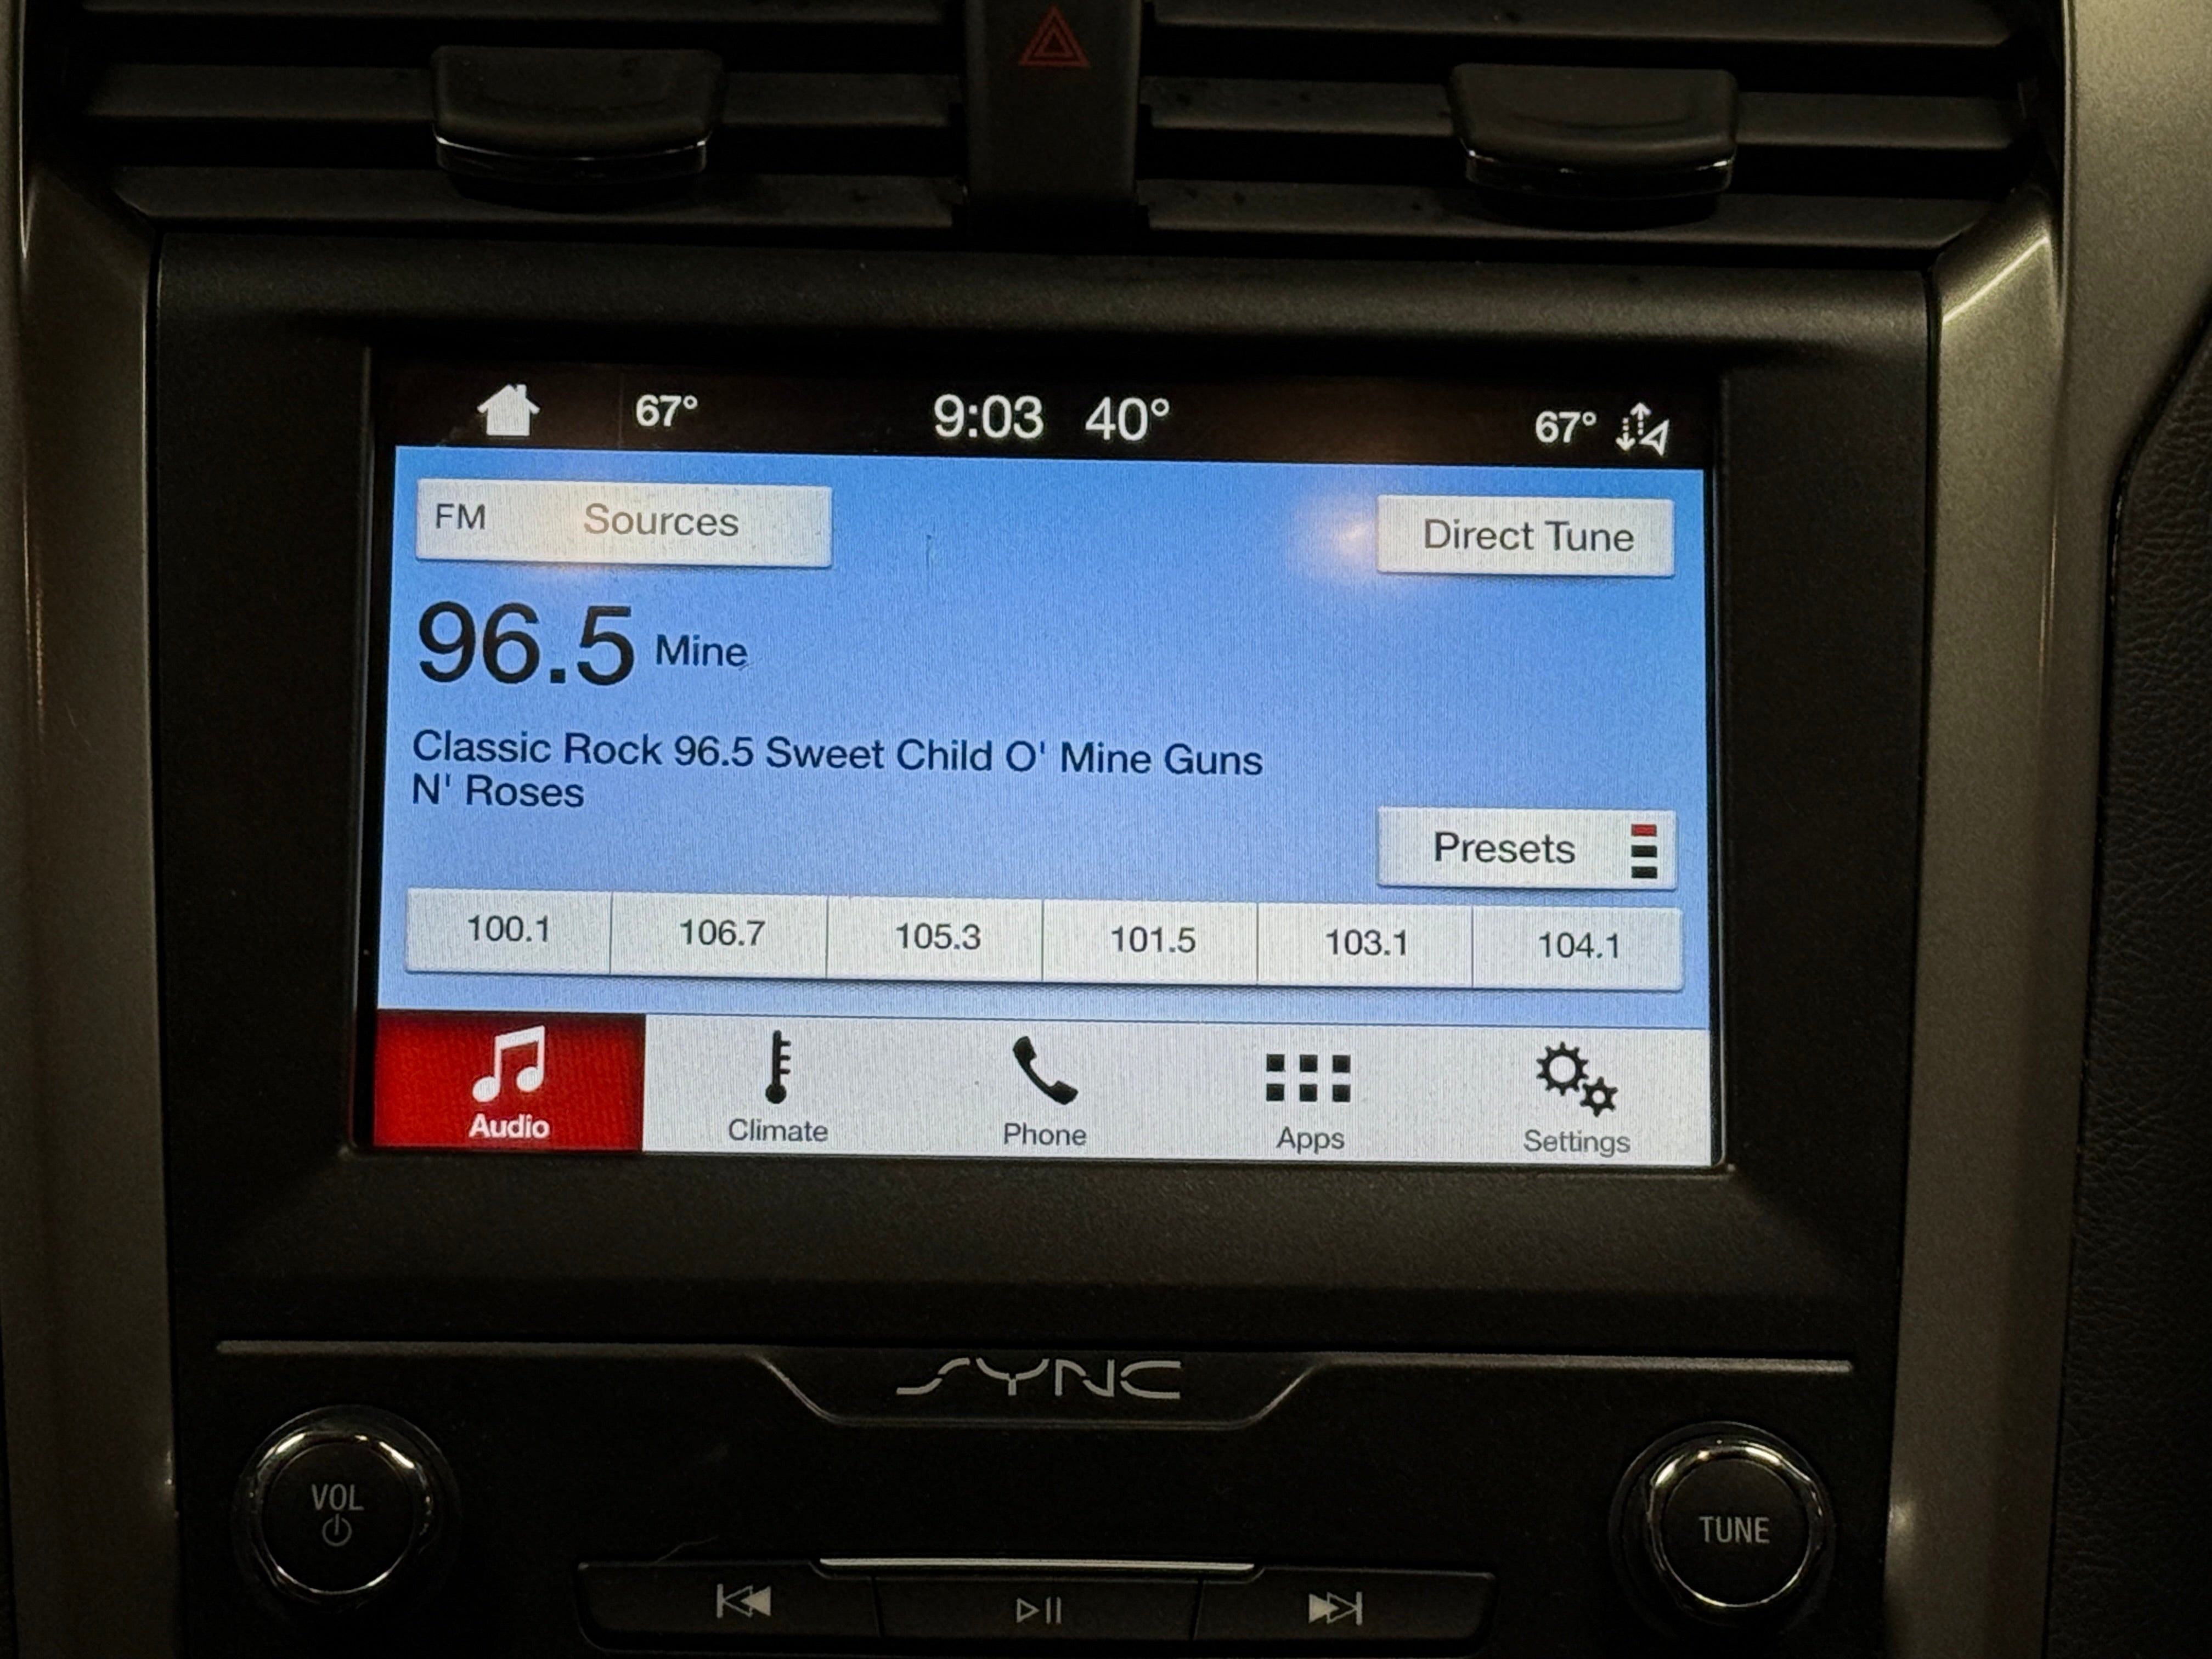 67° 9:03 40° 67°
FM Sources Direct Tune
96.5 Mine
Classic Rock 96.5 Sweet Child O' Mine Guns
N' Roses
Presets
100.1 106.7 105.3 101.5 103.1 104.1
Audio Climate Phone Apps Settings
SYNC
VOL
TUNE